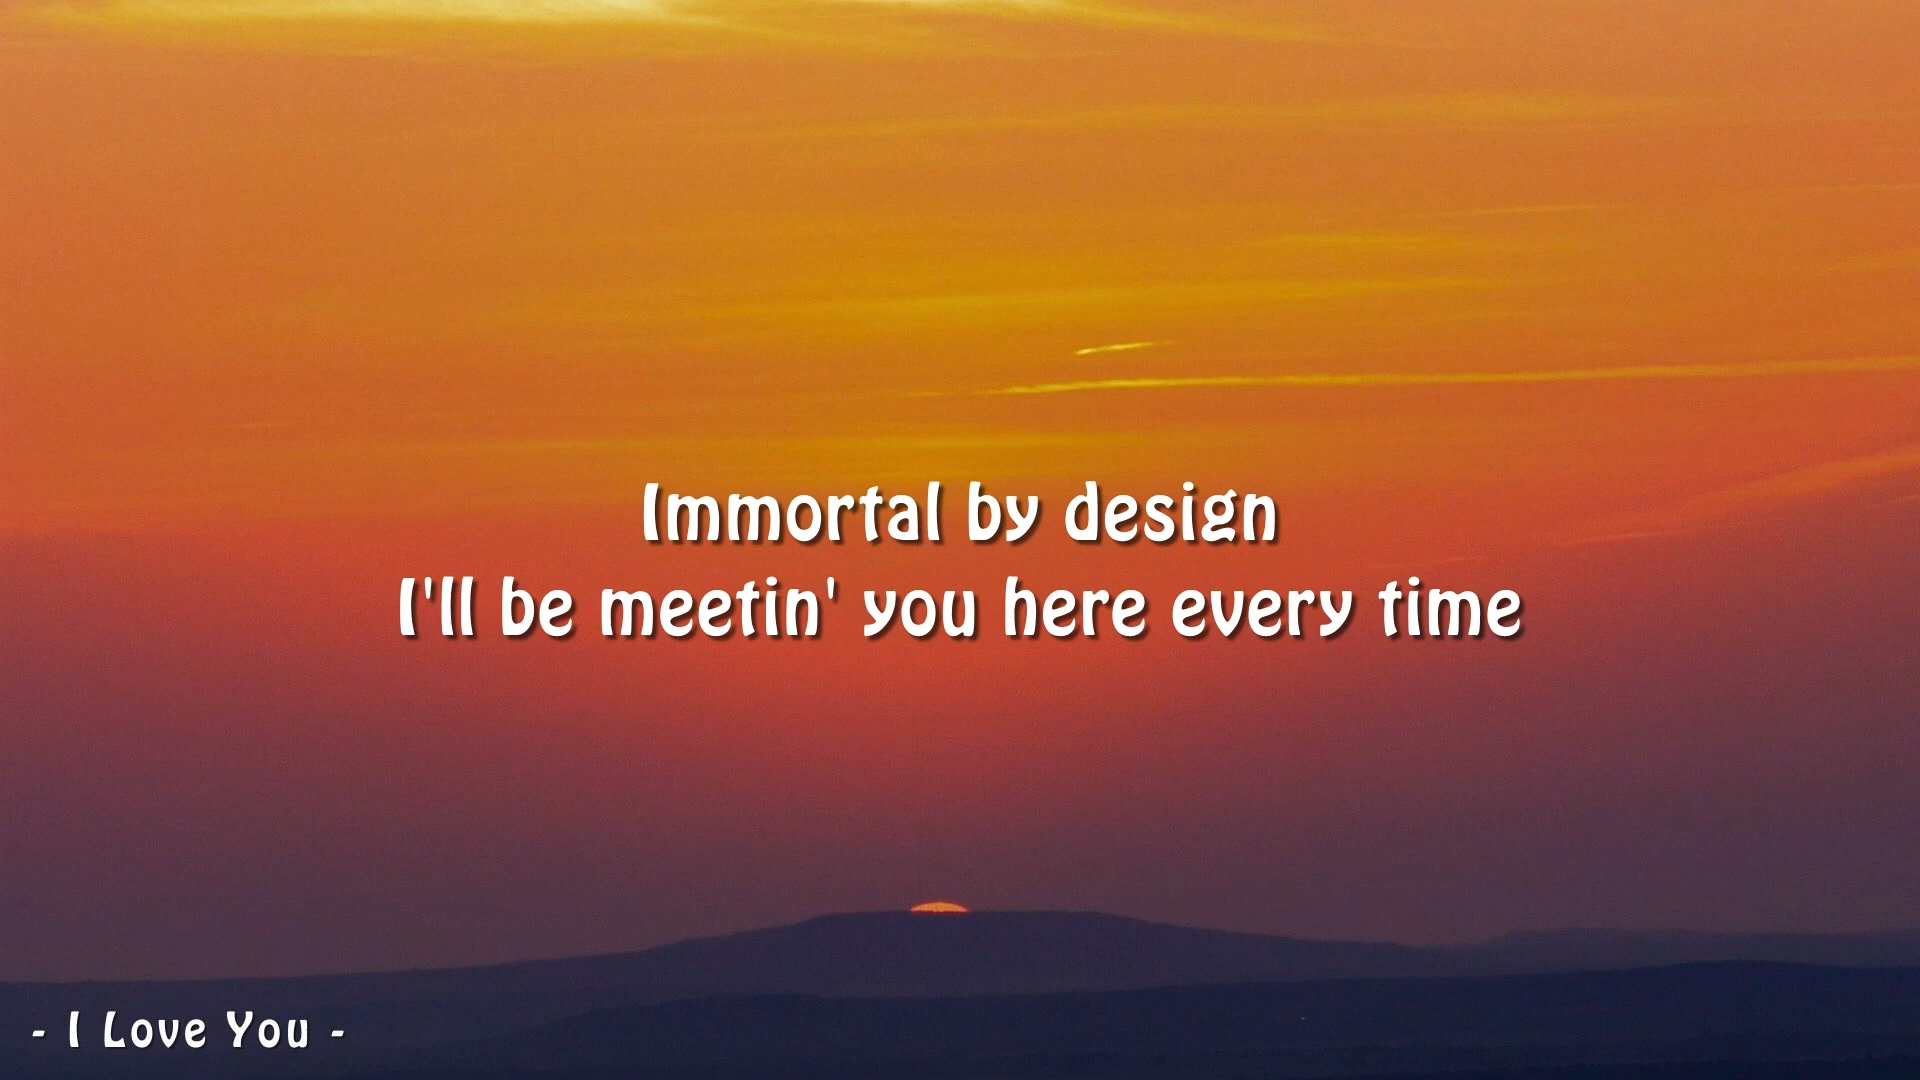 Immortal by design
I'll be meetin' you here every time
- I Love You -